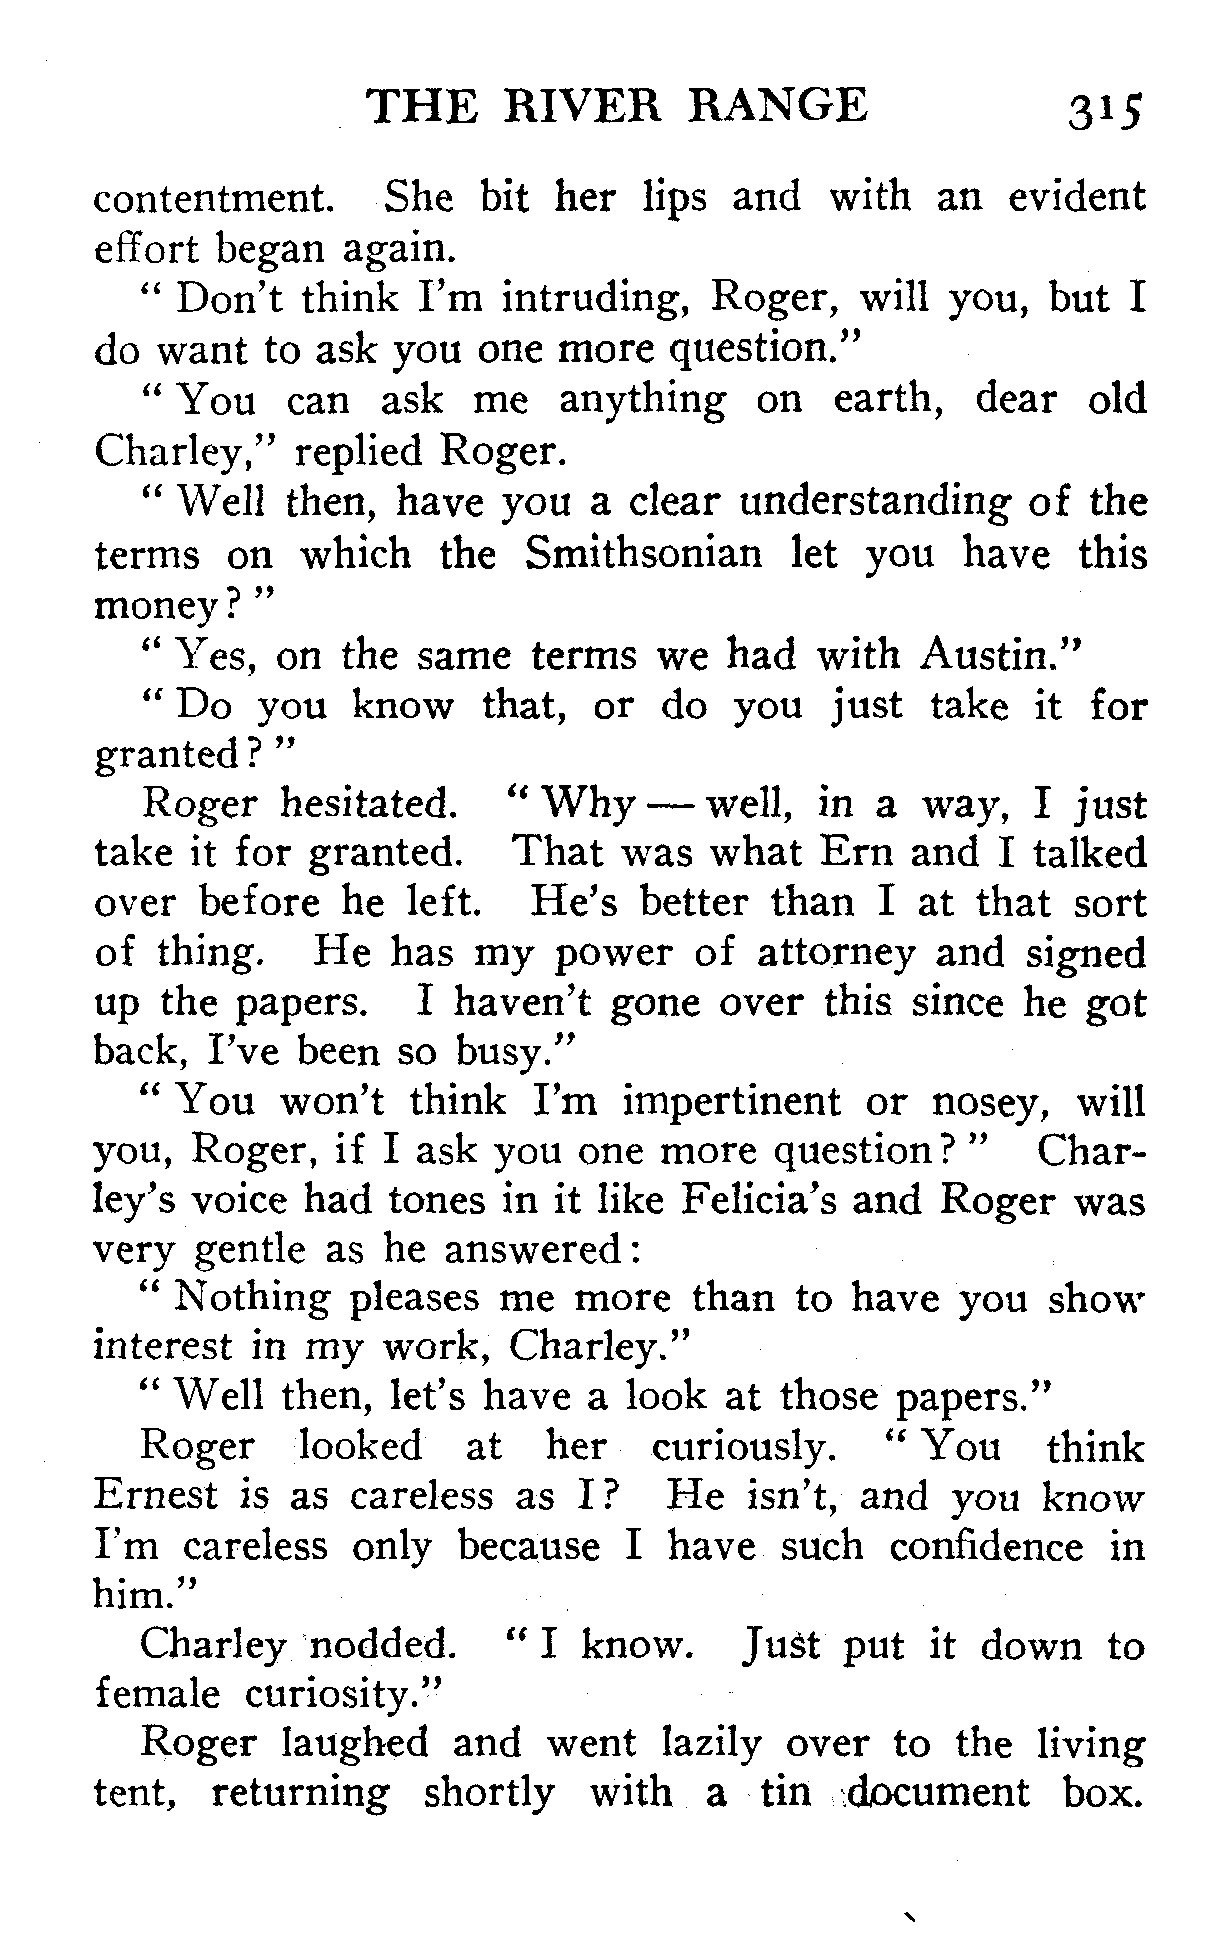 THE RIVER RANGE 315
contentment. She bit her lips and with an evident
effort began again.
" Don't think I'm intruding, Roger, will you, but I
do want to ask you one more question."
" You can ask me anything on earth, dear old
Charley," replied Roger.
" Well then, have you a clear understanding of the
terms on which the Smithsonian let you have this
money? "
" Yes, on the same terms we had with Austin."
" Do you know that, or do you just take it for
granted? "
Roger hesitated. " Why — well, in a way, I just
take it for granted. That was what Ern and I talked
over before he left. He's better than I at that sort
of thing. He has my power of attorney and signed
up the papers. I haven't gone over this since he got
back, I've been so busy."
" You won't think I'm impertinent or nosey, will
you, Roger, if I ask you one more question? " Char-
ley's voice had tones in it like Felicia's and Roger was
very gentle as he answered:
" Nothing pleases me more than to have you show
interest in my work, Charley."
" Well then, let's have a look at those papers."
Roger looked at her curiously. " You think
Ernest is as careless as I? He isn't, and you know
I'm careless only because I have such confidence in
him."
Charley nodded. " I know. Just put it down to
female curiosity."
Roger laughed and went lazily over to the living
tent, returning shortly with a tin document box.